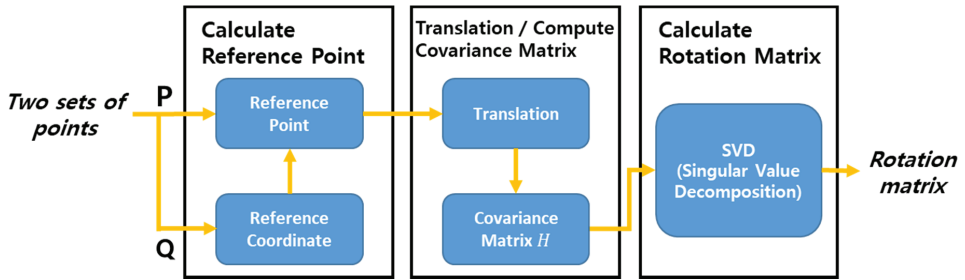 Two sets of
points
P
Q
Calculate
Reference Point
Reference
Point
Reference
Coordinate
Translation / Compute
Covariance Matrix
Translation
Covariance
Matrix H
Calculate
Rotation Matrix
SVD
(Singular Value
Decomposition)
Rotation
matrix